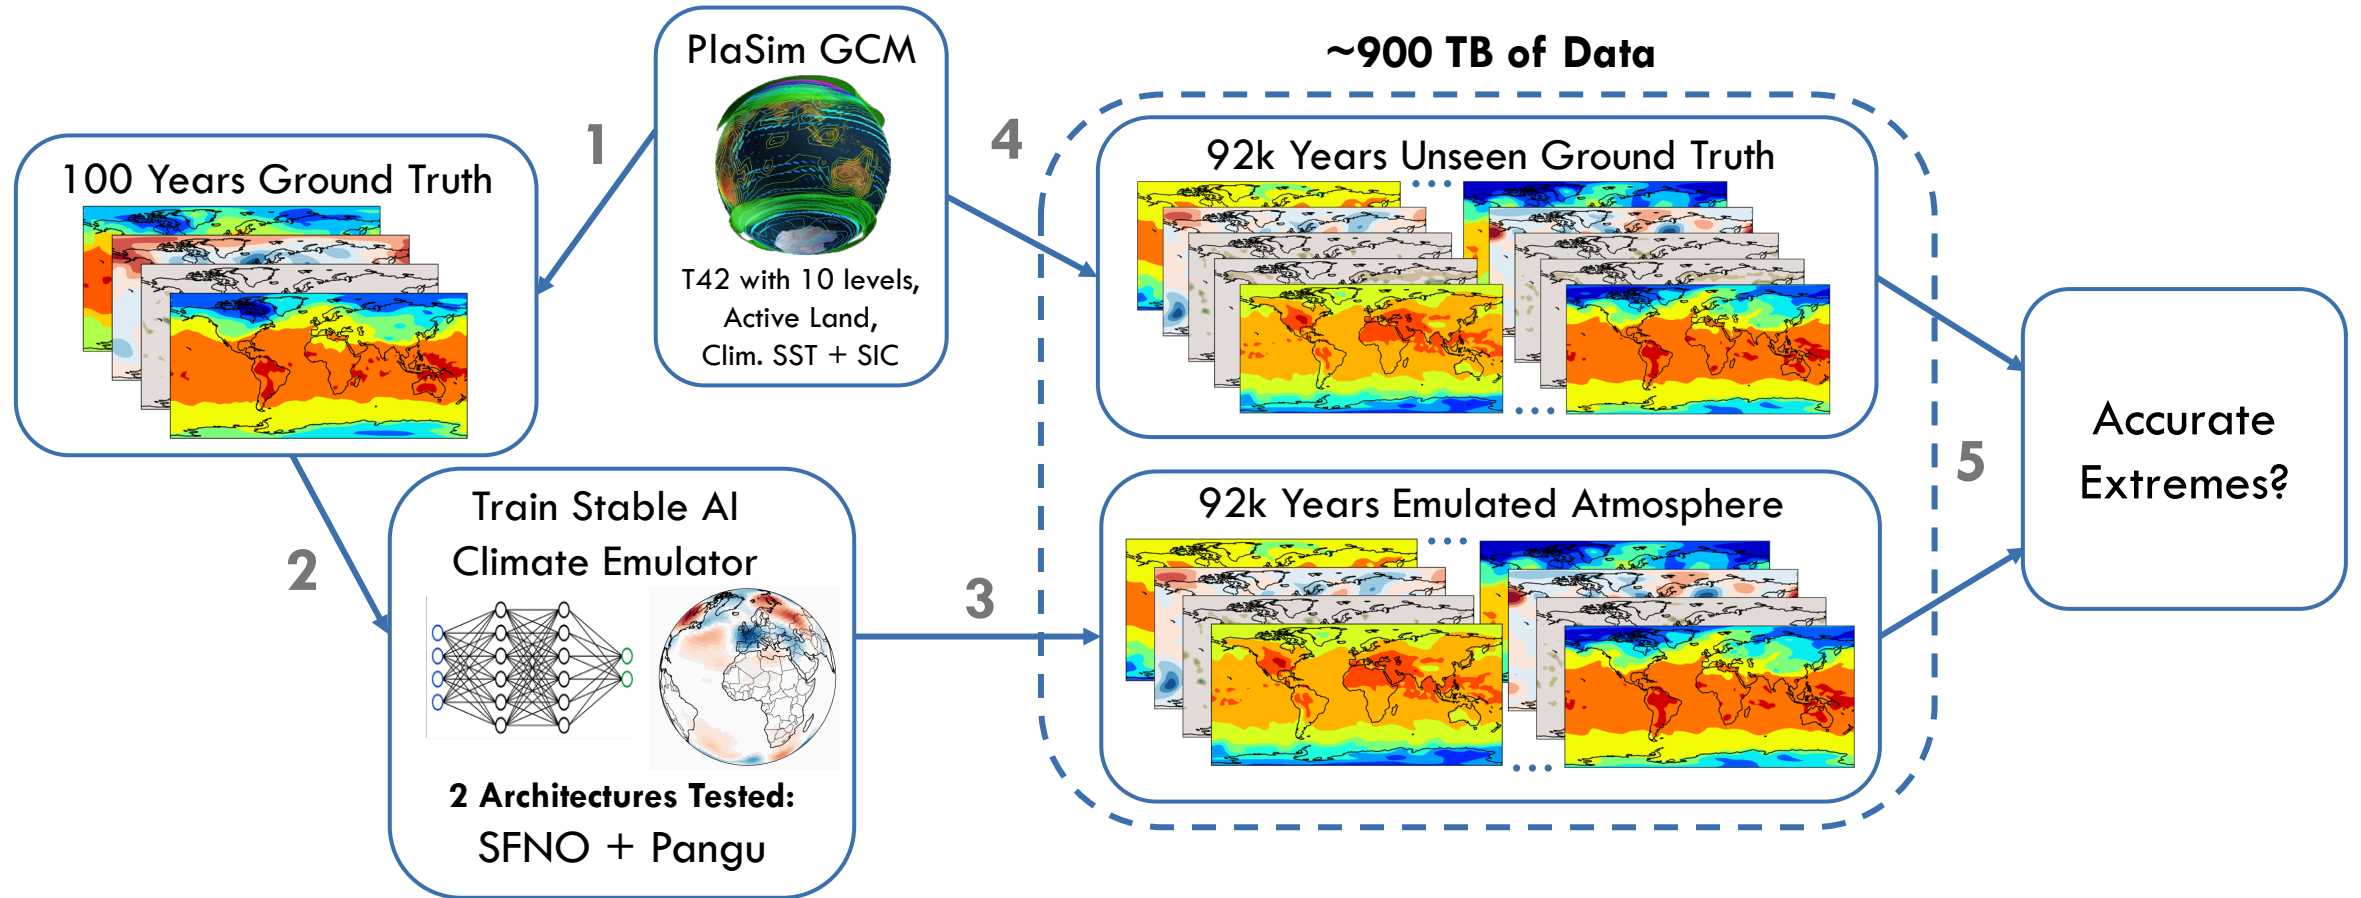 PlaSim GCM
T42 with 10 levels,
Active Land,
Clim. SST + SIC
1
100 Years Ground Truth
2
Train Stable AI
Climate Emulator
2 Architectures Tested:
SFNO + Pangu
3
4
~900 TB of Data
92k Years Unseen Ground Truth
92k Years Emulated Atmosphere
5
Accurate
Extremes?